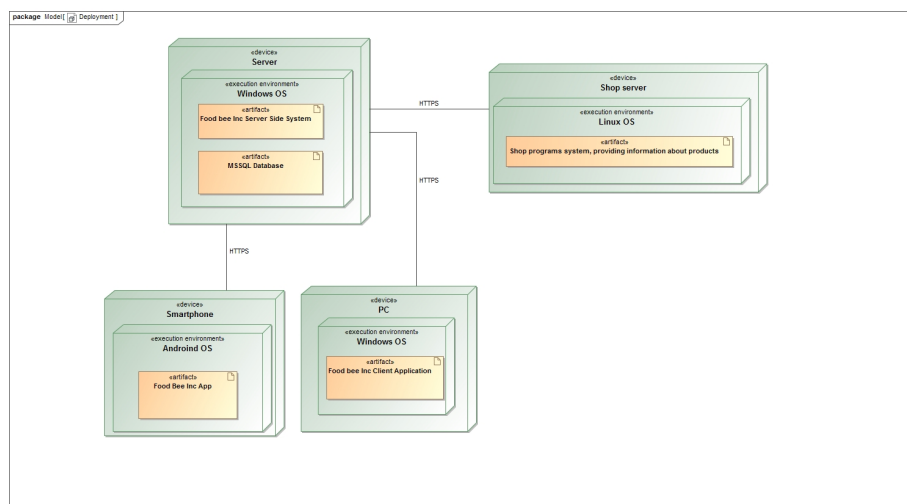 package Model[ Deployment ]
«device»
Server
«execution environment»
Windows OS
«artifact»
Food bee Inc Server Side System
«artifact»
MSSQL Database
HTTPS
«device»
Shop server
«execution environment»
Linux OS
«artifact»
Shop programs system, providing information about products
HTTPS
HTTPS
«device»
Smartphone
«execution environment»
Androind OS
«artifact»
Food Bee Inc App
«device»
PC
«execution environment»
Windows OS
«artifact»
Food bee Inc Client Application